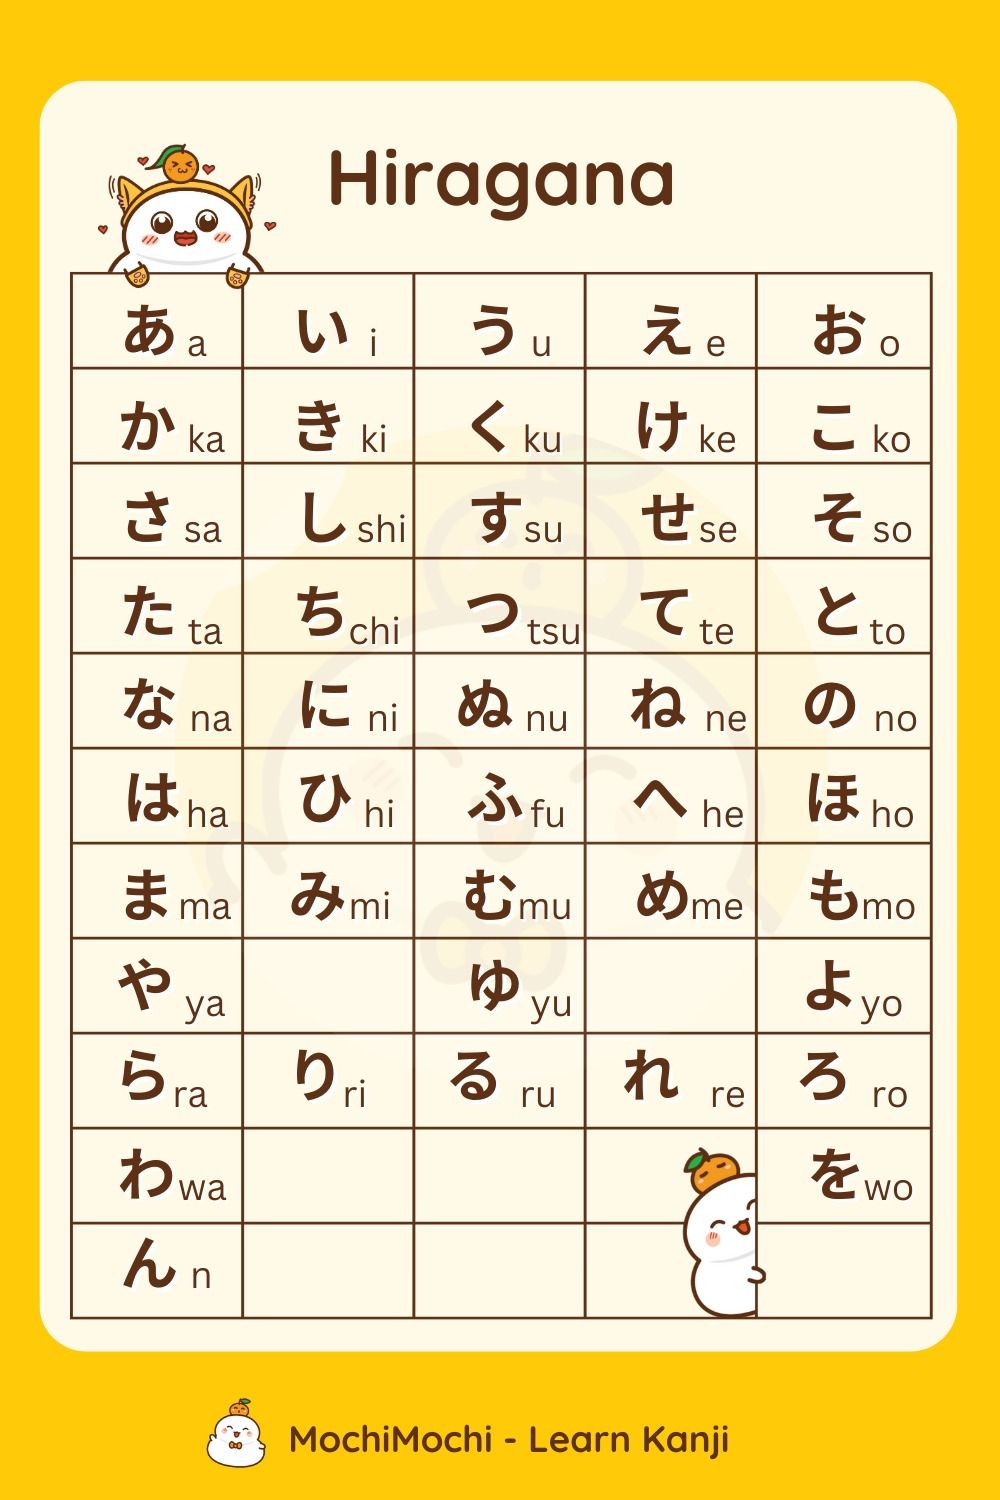 Hiragana
あ a い i う u え e お o
か ka き ki く ku け ke こ ko
さ sa し shi す su せ se そ so
た ta ち chi つ tsu て te と to
な na に ni ぬ nu ね ne の no
は ha ひ hi ふ fu へ he ほ ho
ま ma み mi む mu め me も mo
や ya ゆ yu よ yo
ら ra り ri る ru れ re ろ ro
わ wa を wo
ん n
MochiMochi - Learn Kanji